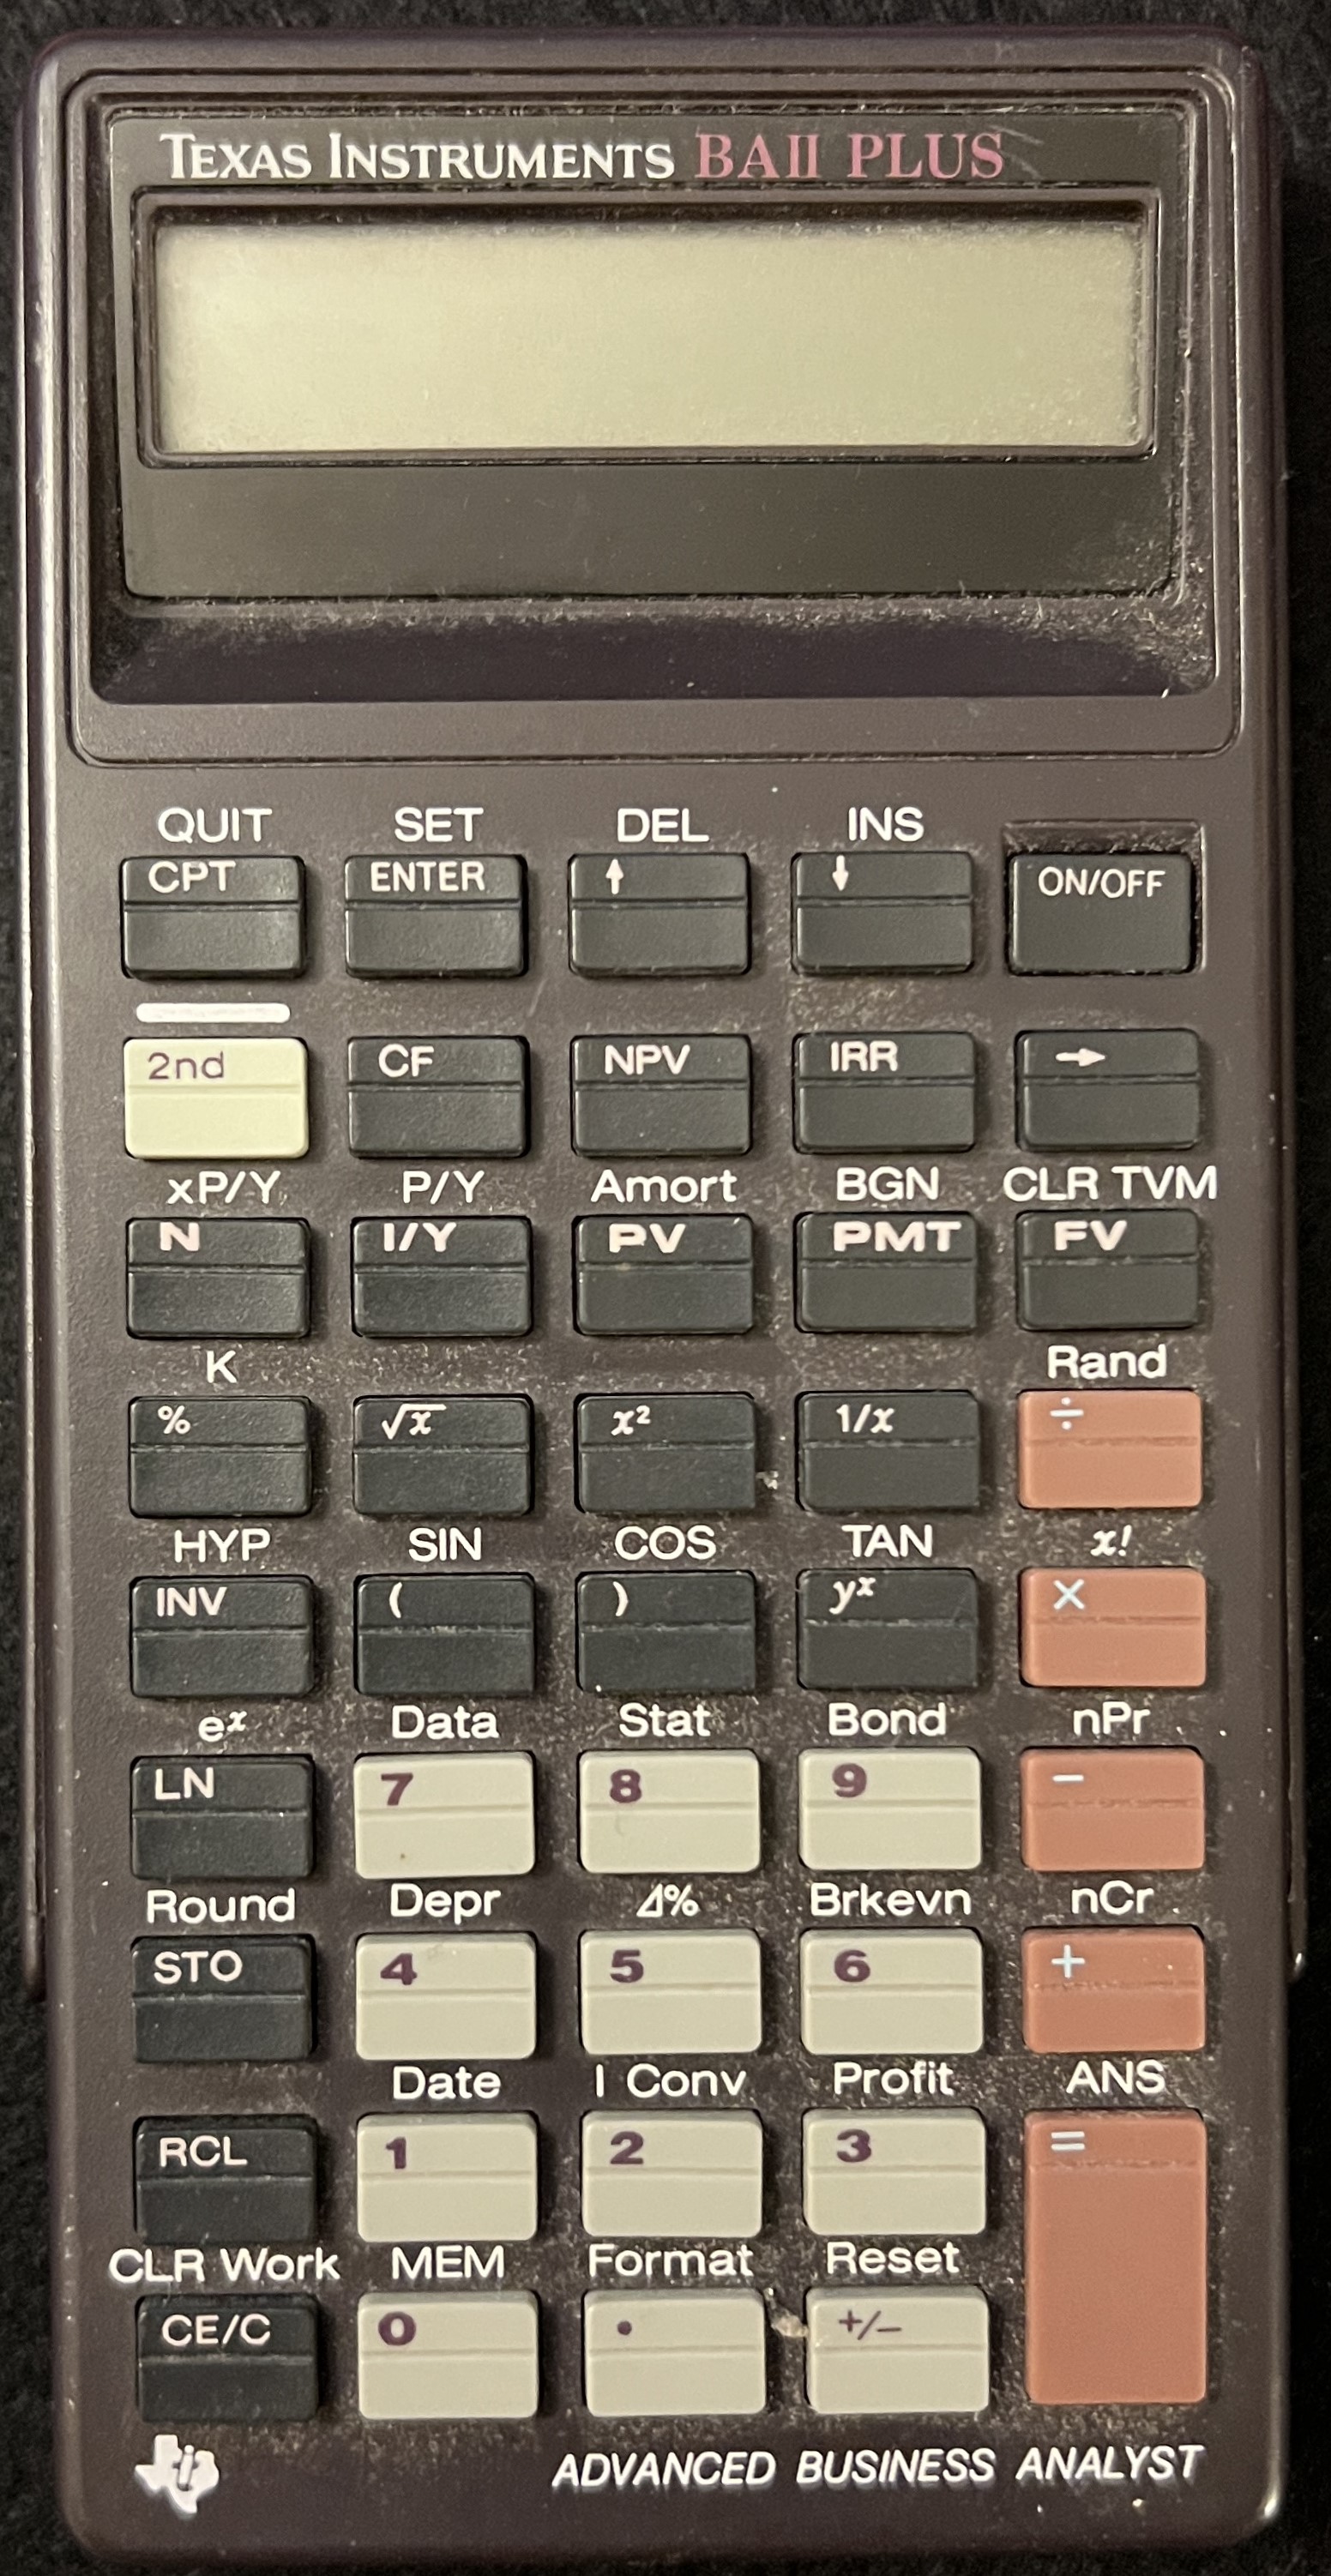 TEXAS INSTRUMENTS BAII PLUS
QUIT SET DEL INS
CPT ENTER ↑ ↓ ON/OFF
2nd CF NPV IRR →
xP/Y P/Y Amort BGN CLR TVM
N I/Y PV PMT FV
K Rand
% √x x² 1/x ÷
HYP SIN COS TAN x!
INV ( ) yˣ ×
eˣ Data Stat Bond nPr
LN 7 8 9 −
Round Depr Δ% Brkevn nCr
STO 4 5 6 +
Date I Conv Profit ANS
RCL 1 2 3 =
CLR Work MEM Format Reset
CE/C 0 . +/−
ti
ADVANCED BUSINESS ANALYST